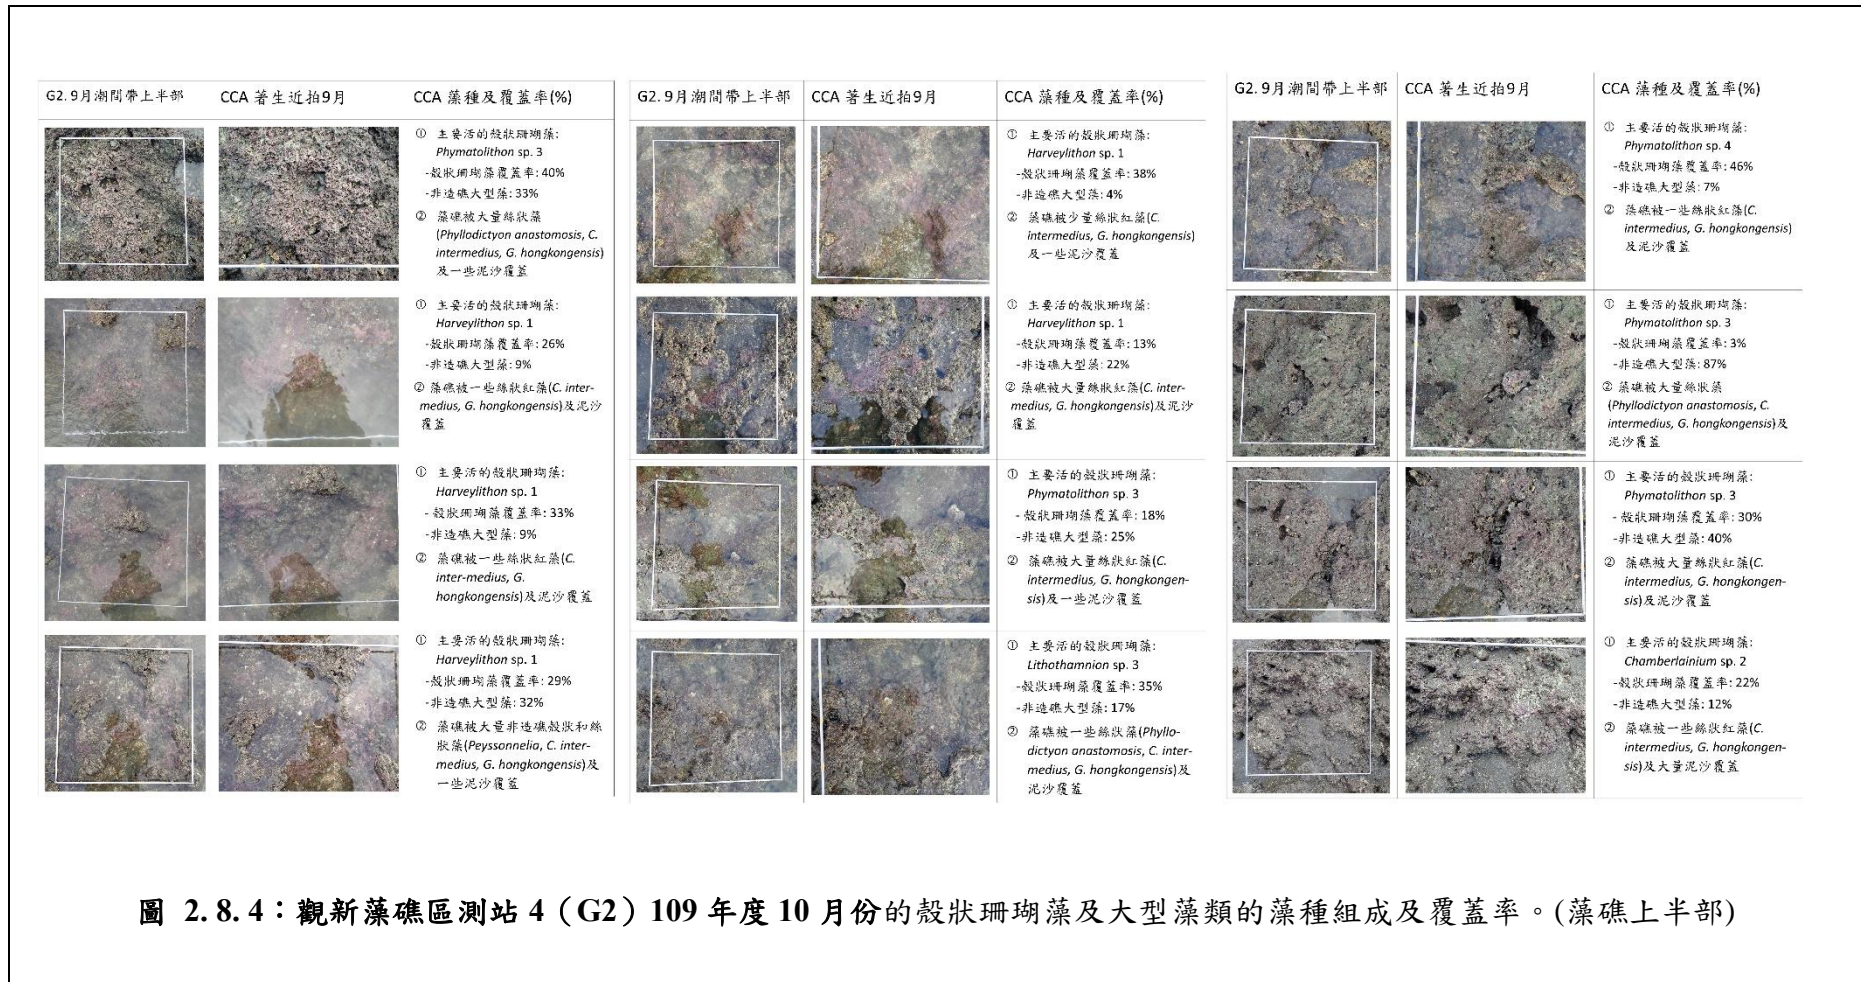 G2. 9月潮間帶上半部 CCA 著生近拍9月 CCA 藻種及覆蓋率(%)
① 主要活的殼狀珊瑚藻:
Phymatolithon sp. 3
-殼狀珊瑚藻覆蓋率: 40%
-非造礁大型藻: 33%
② 藻礁被大量絲狀藻
(Phyllodictyon anastomosis, C.
intermedius, G. hongkongensis)
及一些泥沙覆蓋
① 主要活的殼狀珊瑚藻:
Harveylithon sp. 1
-殼狀珊瑚藻覆蓋率: 26%
-非造礁大型藻: 9%
② 藻礁被一些絲狀紅藻(C. inter-
medius, G. hongkongensis)及泥沙
覆蓋
① 主要活的殼狀珊瑚藻:
Harveylithon sp. 1
- 殼狀珊瑚藻覆蓋率: 33%
-非造礁大型藻: 9%
② 藻礁被一些絲狀紅藻(C.
inter-medius, G.
hongkongensis)及泥沙覆蓋
① 主要活的殼狀珊瑚藻:
Harveylithon sp. 1
-殼狀珊瑚藻覆蓋率: 29%
-非造礁大型藻: 32%
② 藻礁被大量非造礁殼狀和絲
狀藻(Peyssonnelia, C. inter-
medius, G. hongkongensis)及
一些泥沙覆蓋
G2. 9月潮間帶上半部 CCA 著生近拍9月 CCA 藻種及覆蓋率(%)
① 主要活的殼狀珊瑚藻:
Harveylithon sp. 1
-殼狀珊瑚藻覆蓋率: 38%
-非造礁大型藻: 4%
② 藻礁被少量絲狀紅藻(C.
intermedius, G. hongkongensis)
及一些泥沙覆蓋
① 主要活的殼狀珊瑚藻:
Harveylithon sp. 1
-殼狀珊瑚藻覆蓋率: 13%
-非造礁大型藻: 22%
② 藻礁被大量絲狀紅藻(C. inter-
medius, G. hongkongensis)及泥沙
覆蓋
① 主要活的殼狀珊瑚藻:
Phymatolithon sp. 3
- 殼狀珊瑚藻覆蓋率: 18%
-非造礁大型藻: 25%
② 藻礁被大量絲狀紅藻(C.
intermedius, G. hongkongen-
sis)及一些泥沙覆蓋
① 主要活的殼狀珊瑚藻:
Lithothamnion sp. 3
-殼狀珊瑚藻覆蓋率: 35%
-非造礁大型藻: 17%
② 藻礁被一些絲狀藻(Phyllo-
dictyon anastomosis, C. inter-
medius, G. hongkongensis)及
泥沙覆蓋
G2. 9月潮間帶上半部 CCA 著生近拍9月 CCA 藻種及覆蓋率(%)
① 主要活的殼狀珊瑚藻:
Phymatolithon sp. 4
-殼狀珊瑚藻覆蓋率: 46%
-非造礁大型藻: 7%
② 藻礁被一些絲狀紅藻(C.
intermedius, G. hongkongensis)
及泥沙覆蓋
① 主要活的殼狀珊瑚藻:
Phymatolithon sp. 3
-殼狀珊瑚藻覆蓋率: 3%
-非造礁大型藻: 87%
② 藻礁被大量絲狀藻
(Phyllodictyon anastomosis, C.
intermedius, G. hongkongensis)及
泥沙覆蓋
① 主要活的殼狀珊瑚藻:
Phymatolithon sp. 3
- 殼狀珊瑚藻覆蓋率: 30%
-非造礁大型藻: 40%
② 藻礁被大量絲狀紅藻(C.
intermedius, G. hongkongen-
sis)及泥沙覆蓋
① 主要活的殼狀珊瑚藻:
Chamberlainium sp. 2
-殼狀珊瑚藻覆蓋率: 22%
-非造礁大型藻: 12%
② 藻礁被一些絲狀紅藻(C.
intermedius, G. hongkongen-
sis)及大量泥沙覆蓋
圖 2.8.4：觀新藻礁區測站 4（G2）109 年度 10 月份的殼狀珊瑚藻及大型藻類的藻種組成及覆蓋率。(藻礁上半部)